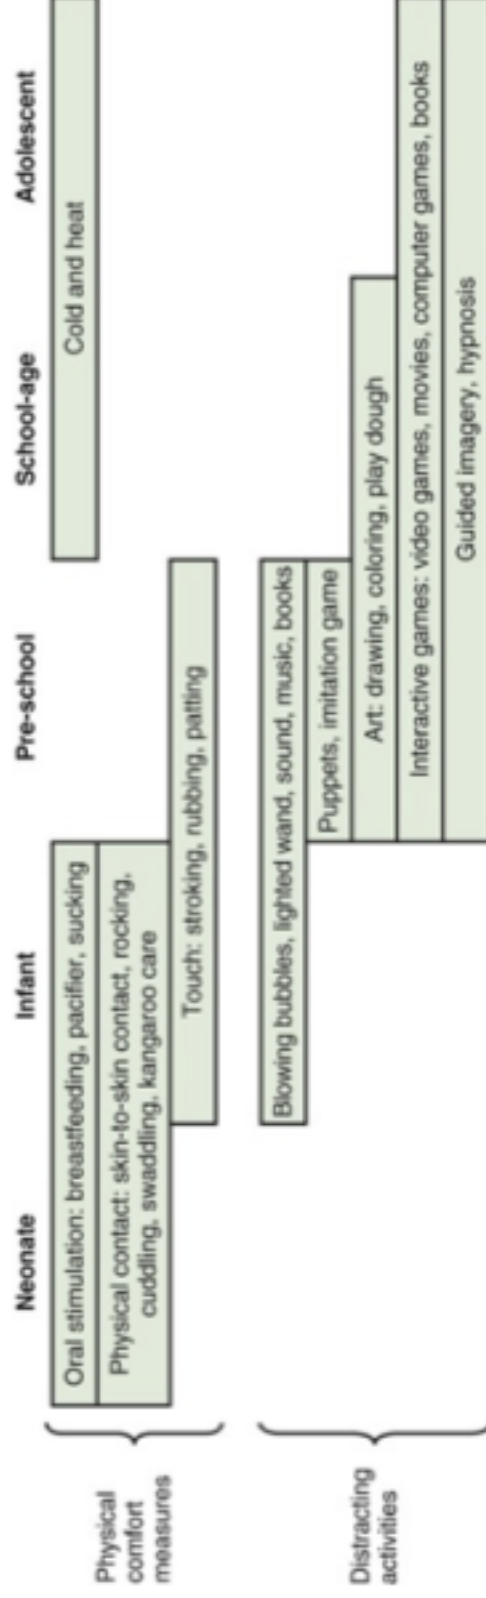 Neonate Infant Pre-school School-age Adolescent
Physical
comfort
measures
Oral stimulation: breastfeeding, pacifier, sucking
Cold and heat
Physical contact: skin-to-skin contact, rocking,
cuddling, swaddling, kangaroo care
Touch: stroking, rubbing, patting
Distracting
activities
Blowing bubbles, lighted wand, sound, music, books
Puppets, imitation game
Art: drawing, coloring, play dough
Interactive games: video games, movies, computer games, books
Guided imagery, hypnosis